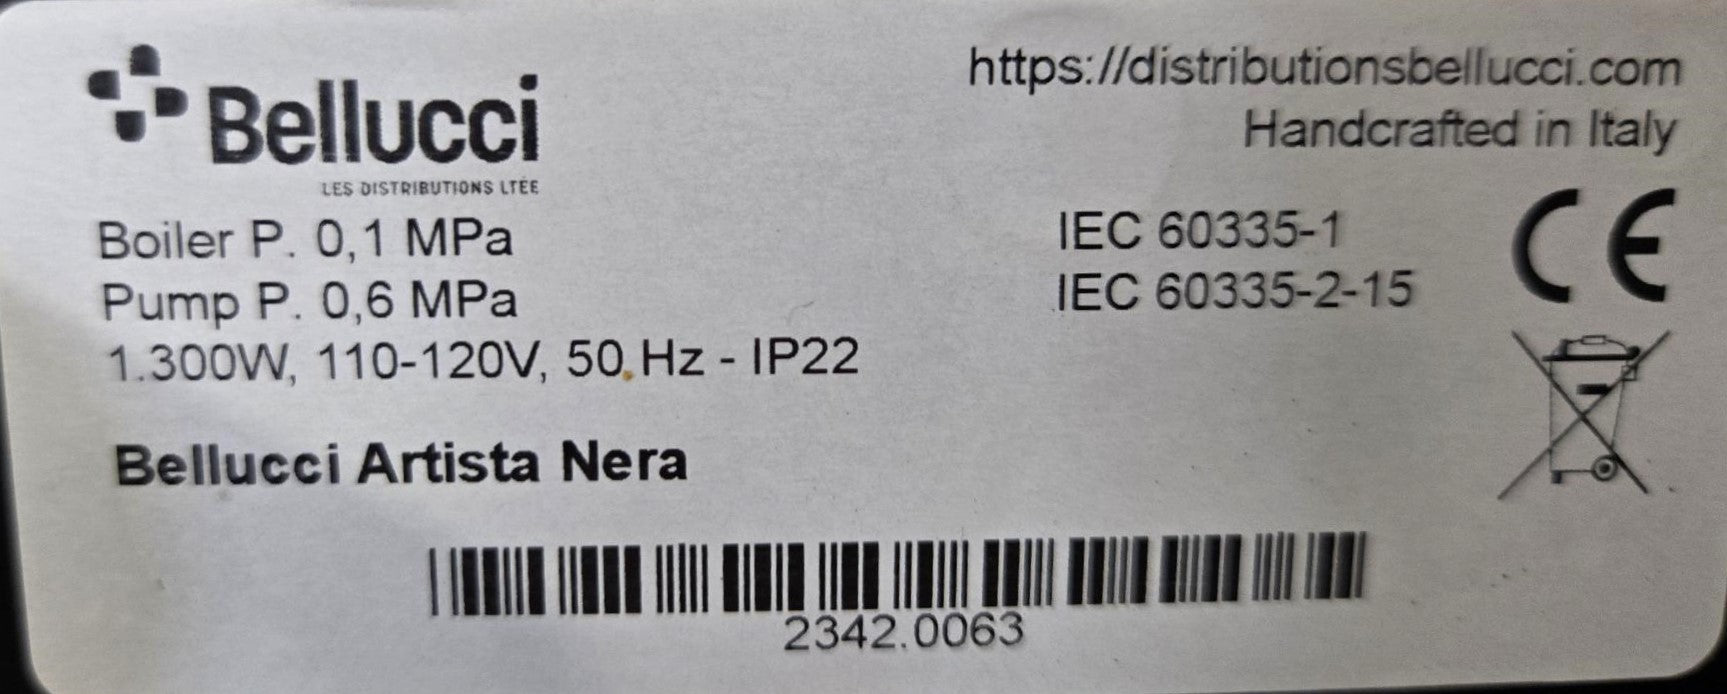 Bellucci
LES DISTRIBUTIONS LTÉE
https://distributionsbellucci.com
Handcrafted in Italy
Boiler P. 0,1 MPa
Pump P. 0,6 MPa
1.300W, 110-120V, 50 Hz - IP22
IEC 60335-1
IEC 60335-2-15
CE
Bellucci Artista Nera
2342.0063